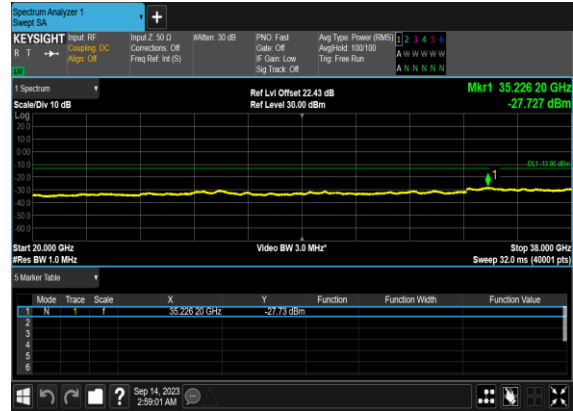 Spectrum Analyzer 1
Swept SA
+
KEYSIGHT Input: RF Input Z: 50 Ω #Atten: 30 dB PNO: Fast Avg Type: Power (RMS) 1 2 3 4 5 6
R T Coupling: DC Corrections: Off Gate: Off Avg|Hold: 100/100 A W W W W W
Align: Off Freq Ref: Int (S) IF Gain: Low Trig: Free Run
LW Sig Track: Off A N N N N N
1 Spectrum Ref Lvl Offset 22.43 dB Mkr1 35.226 20 GHz
Scale/Div 10 dB Ref Level 30.00 dBm -27.727 dBm
Log
20.0
10.0
0.00
-10.0 DL1 -13.00 dBm
1
-20.0
-30.0
-40.0
-50.0
-60.0
Start 20.000 GHz Video BW 3.0 MHz* Stop 38.000 GHz
#Res BW 1.0 MHz Sweep 32.0 ms (40001 pts)
5 Marker Table
Mode Trace Scale X Y Function Function Width Function Value
1 N 1 f 35.226 20 GHz -27.73 dBm
2
3
4
5
6
? Sep 14, 2023
2:59:01 AM